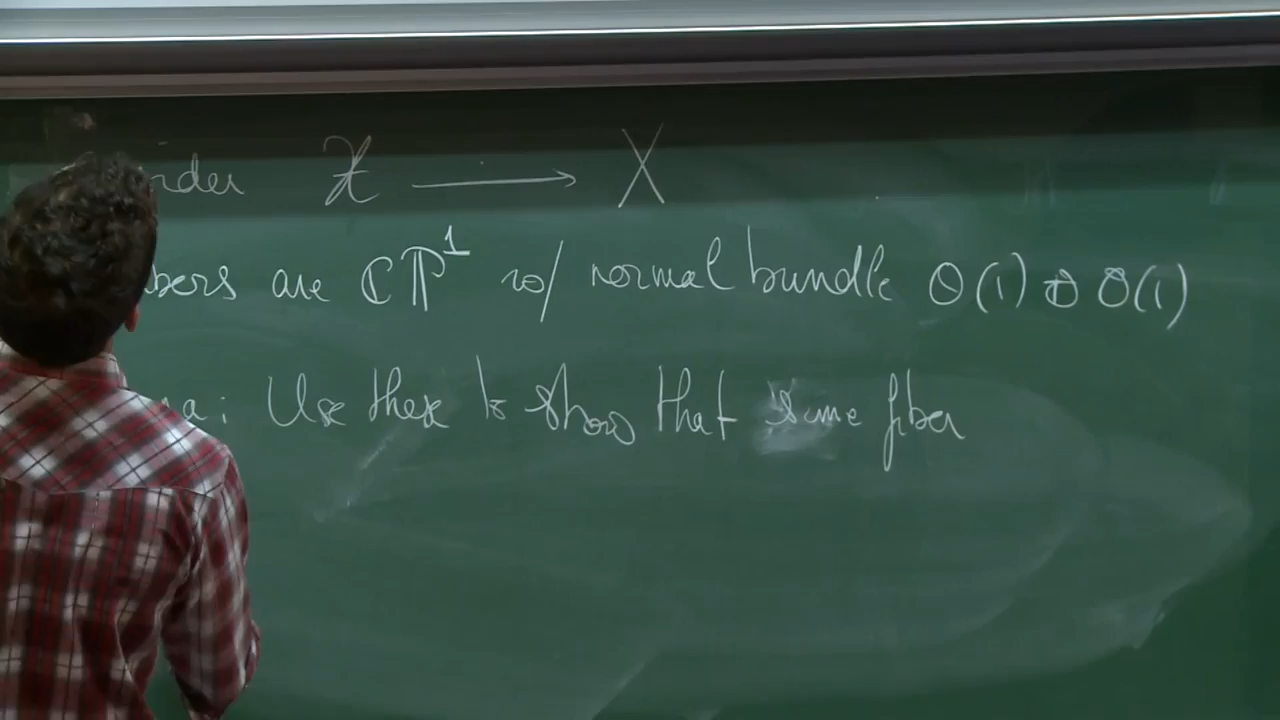 nder 𝒳 ⟶ X
bers are ℂℙ¹ w/ normal bundle O(1) ⊕ O(1)
a: Use these to show that some fiber